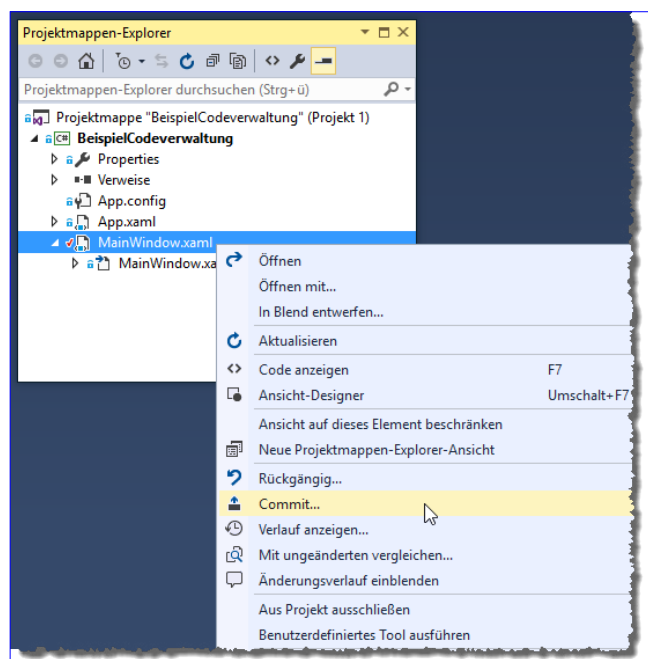 Projektmappen-Explorer
Projektmappen-Explorer durchsuchen (Strg+ü)
Projektmappe "BeispielCodeverwaltung" (Projekt 1)
C# BeispielCodeverwaltung
Properties
Verweise
App.config
App.xaml
MainWindow.xaml
MainWindow.xa
Öffnen
Öffnen mit...
In Blend entwerfen...
Aktualisieren
Code anzeigen F7
Ansicht-Designer Umschalt+F7
Ansicht auf dieses Element beschränken
Neue Projektmappen-Explorer-Ansicht
Rückgängig...
Commit...
Verlauf anzeigen...
Mit ungeänderten vergleichen...
Änderungsverlauf einblenden
Aus Projekt ausschließen
Benutzerdefiniertes Tool ausführen